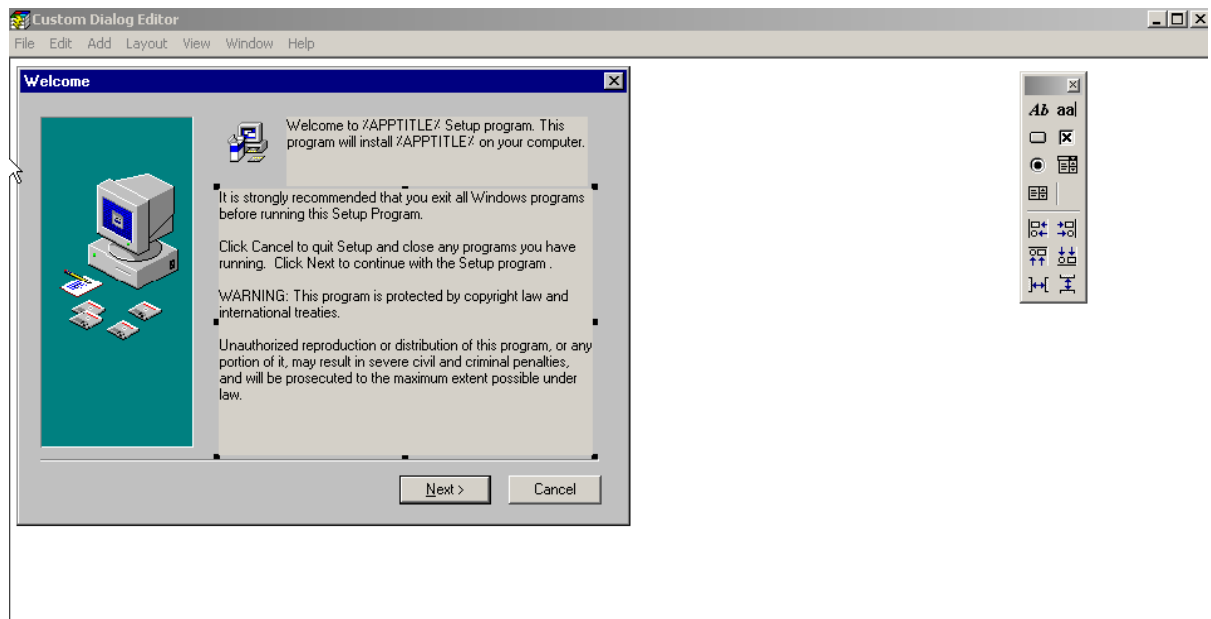 Custom Dialog Editor
File Edit Add Layout View Window Help
Welcome
Welcome to %APPTITLE% Setup program. This
program will install %APPTITLE% on your computer.
It is strongly recommended that you exit all Windows programs
before running this Setup Program.
Click Cancel to quit Setup and close any programs you have
running.  Click Next to continue with the Setup program .
WARNING: This program is protected by copyright law and
international treaties.
Unauthorized reproduction or distribution of this program, or any
portion of it, may result in severe civil and criminal penalties,
and will be prosecuted to the maximum extent possible under
law.
Next >
Cancel
Ab aa